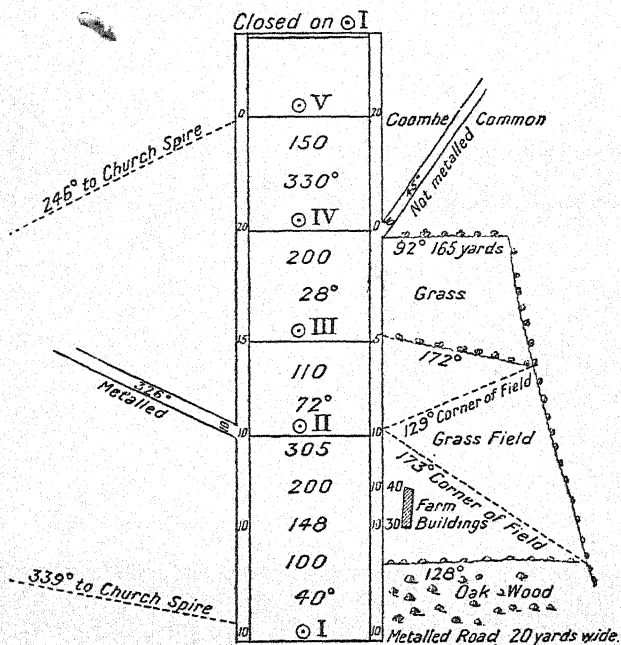 Closed on ⊙ I
0 ⊙ V 20
Coombe Common
150
330°
246° to Church Spire
45°
Not metalled
10
20 ⊙ IV 0
92° 165 yards
200
28°
Grass
15 ⊙ III 5
172°
110
72°
326°
Metalled
10
129° Corner of Field
Grass Field
10 ⊙ II 10
305
173° Corner of Field
200
10 40
148
10 10 30
Farm
Buildings
100
128°
Oak Wood
40°
339° to Church Spire
10 ⊙ I 10
Metalled Road 20 yards wide.